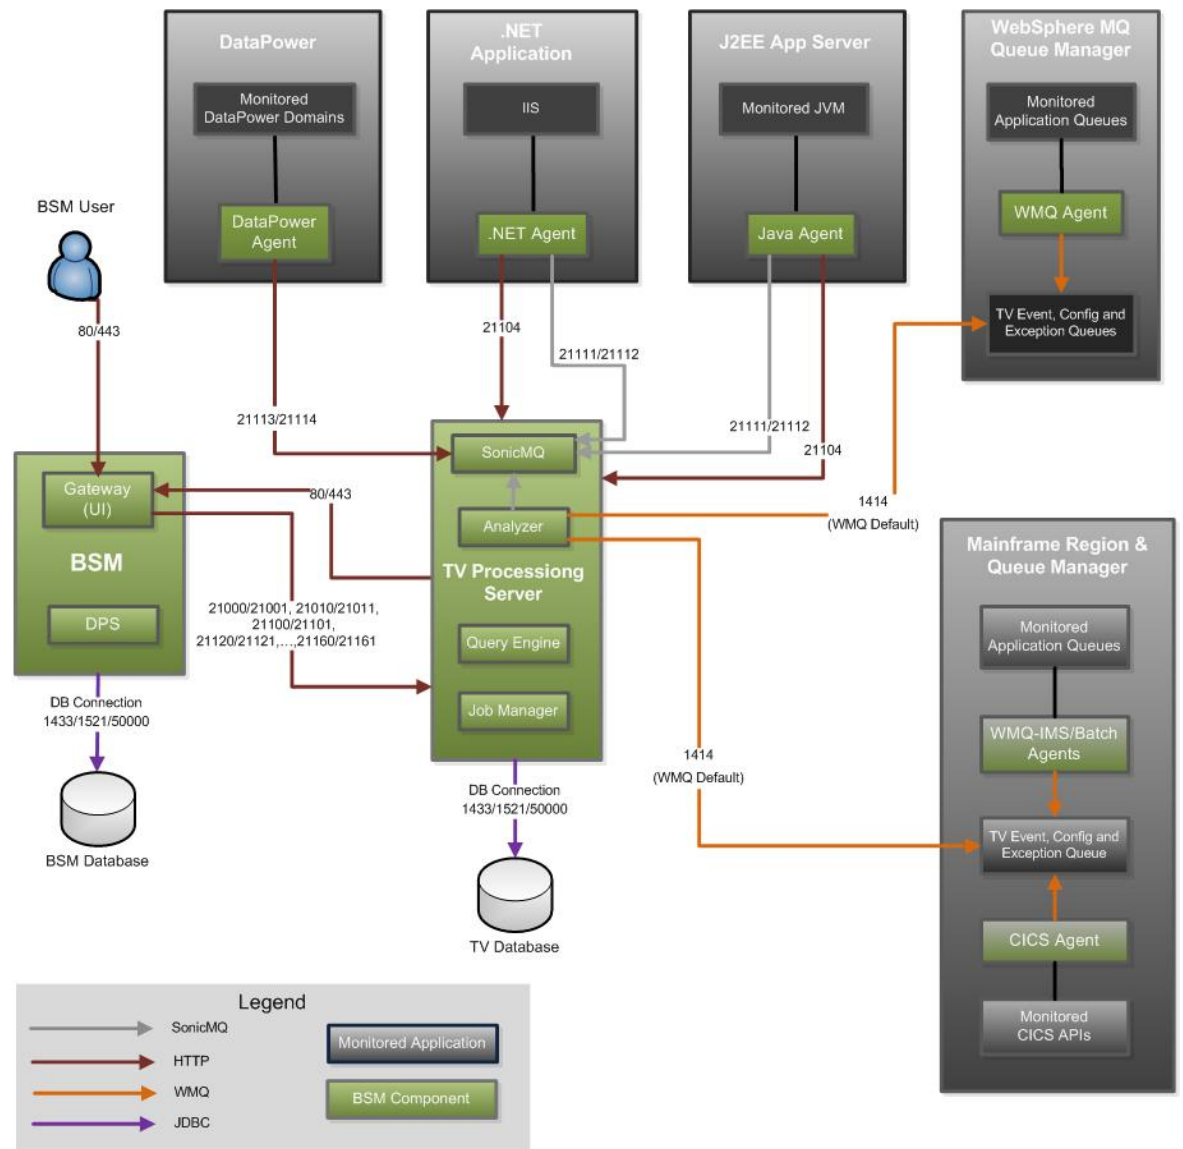 DataPower
Monitored
DataPower Domains
DataPower
Agent
.NET
Application
IIS
.NET Agent
J2EE App Server
Monitored JVM
Java Agent
WebSphere MQ
Queue Manager
Monitored
Application Queues
WMQ Agent
TV Event, Config and
Exception Queues
BSM User
80/443
21104
21111/21112
21113/21114
21111/21112
21104
1414
(WMQ Default)
Gateway
(UI)
BSM
DPS
80/443
21000/21001, 21010/21011,
21100/21101,
21120/21121,...,21160/21161
SonicMQ
Analyzer
TV Processiong
Server
Query Engine
Job Manager
DB Connection
1433/1521/50000
BSM Database
DB Connection
1433/1521/50000
TV Database
1414
(WMQ Default)
Mainframe Region &
Queue Manager
Monitored
Application Queues
WMQ-IMS/Batch
Agents
TV Event, Config and
Exception Queue
CICS Agent
Monitored
CICS APIs
Legend
SonicMQ
HTTP
WMQ
JDBC
Monitored Application
BSM Component